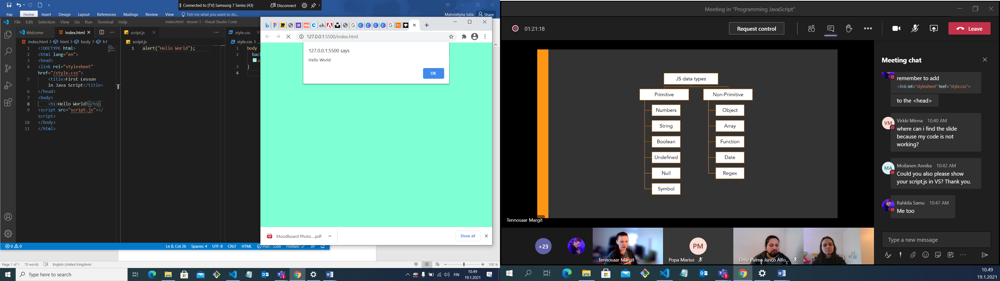 Connected to [TV] Samsung 7 Series (43)
Disconnect
File Home Insert Design Layout References Mailings Review View Tell me what you want to do...
Matviishyna Julia Share
File Edit Selection View Go Run Terminal Help
index.html - lesson 1 - Visual Studio Code
Welcome
index.html
index.html > html > body > h1
1 <!DOCTYPE html>
2 <html lang="en">
3 <head>
4 <link rel="stylesheet"
href="/style.css">
5 <title>First Lesson
in Java Script</title>
6 </head>
7 <body>
8 <h1>Hello World!</h1>
9 <script src="script.js"></
script>
10 </body>
11 </html>
script.js
script.js
1 alert("Hello World");
style.css
style.css > ...
1 body
2 back
a
3 }
4
127.0.0.1:5500/index.html
127.0.0.1:5500 says
Hello World
OK
Moodboard Photo....pdf
Show all
0 0
Ln 8, Col 26 Spaces: 4 UTF-8 CRLF HTML Port : 5500 Prettier:
Page 1 of 1 70 words English (United Kingdom)
100 %
Type here to search
FIN
10.49
19.1.2021
Meeting in "Programming JavaScript"
01:21:18
Request control
Leave
JS data types
Primitive
Numbers
String
Boolean
Undefined
Null
Symbol
Non-Primitive
Object
Array
Function
Date
Regex
Tennosaar Margit
+23
Tennosaar Margit
PM
Popa Marius
Ortiz Palma Junco Alfo...
Meeting chat
remember to add
<link rel="stylesheet" href="style.css">
to the <head>
VM
Virkki Minna 10:40 AM
where can i find the slide
because my code is not
working?
MA
Moilanen Annika 10:42 AM
Could you also please show
your script.js in VS? Thank you.
Rahkila Samu 10:47 AM
Me too
Type a new message
10.49
19.1.2021